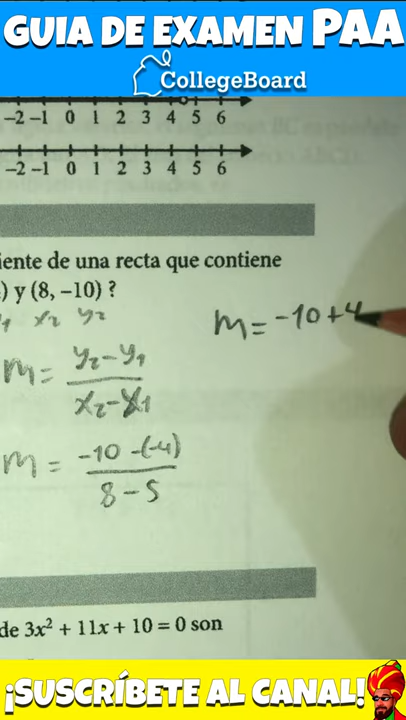 GUIA DE EXAMEN PAA
CollegeBoard
-2 -1 0 1 2 3 4 5 6
-2 -1 0 1 2 3 4 5 6
iente de una recta que contiene
) y (8, −10) ?
x₂ y₂
m = y₂-y₁ / x₂-x₁
m = -10+4
m = -10 -(-4) / 8-5
de 3x² + 11x + 10 = 0 son
¡SUSCRÍBETE AL CANAL!